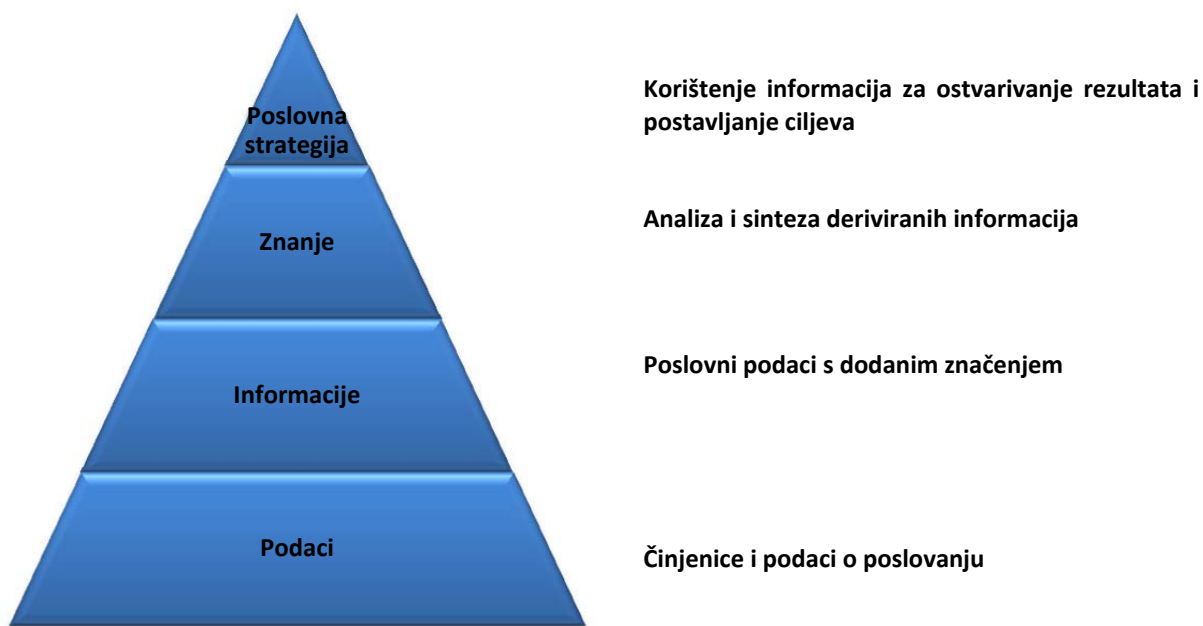 Poslovna
strategija
Korištenje informacija za ostvarivanje rezultata i
postavljanje ciljeva
Znanje
Analiza i sinteza deriviranih informacija
Informacije
Poslovni podaci s dodanim značenjem
Podaci
Činjenice i podaci o poslovanju